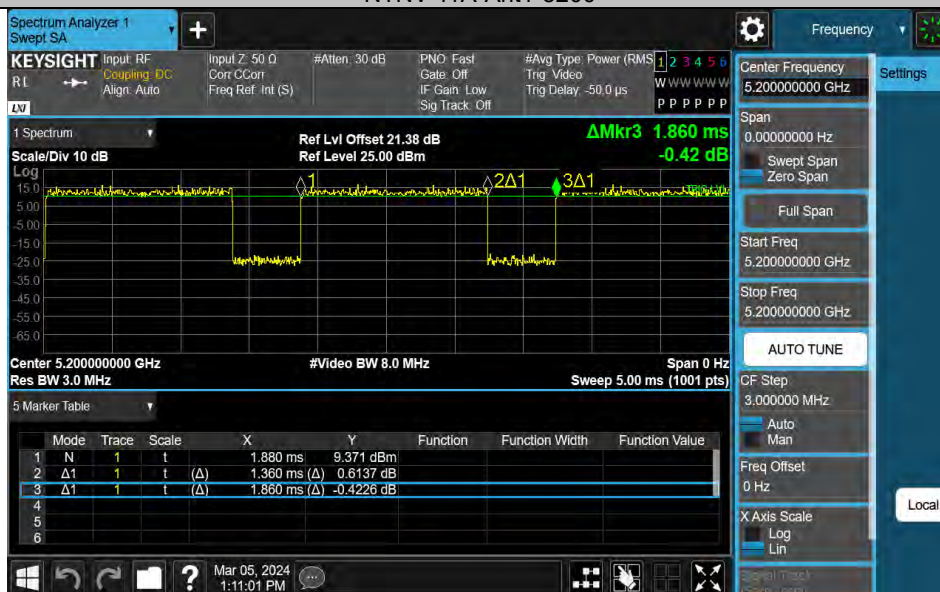 Spectrum Analyzer 1
Swept SA
+
Frequency
KEYSIGHT
RL
LXI
Input: RF
Coupling: DC
Align: Auto
Input Z: 50 Ω
Corr CCorr
Freq Ref: Int (S)
#Atten: 30 dB
PNO: Fast
Gate: Off
IF Gain: Low
Sig Track: Off
#Avg Type: Power (RMS
Trig: Video
Trig Delay: -50.0 µs
1 2 3 4 5 6
W W W W W W
P P P P P P
Settings
Center Frequency
5.200000000 GHz
Span
0.00000000 Hz
Swept Span
Zero Span
Full Span
Start Freq
5.200000000 GHz
Stop Freq
5.200000000 GHz
AUTO TUNE
CF Step
3.000000 MHz
Auto
Man
Freq Offset
0 Hz
X Axis Scale
Log
Lin
Local
1 Spectrum
Scale/Div 10 dB
Ref Lvl Offset 21.38 dB
Ref Level 25.00 dBm
ΔMkr3 1.860 ms
-0.42 dB
Log
15.0
5.00
-5.00
-15.0
-25.0
-35.0
-45.0
-55.0
-65.0
1
2Δ1
3Δ1
Center 5.200000000 GHz
#Video BW 8.0 MHz
Span 0 Hz
Res BW 3.0 MHz
Sweep 5.00 ms (1001 pts)
5 Marker Table
Mode Trace Scale X Y Function Function Width Function Value
1 N 1 t 1.880 ms 9.371 dBm
2 Δ1 1 t (Δ) 1.360 ms (Δ) 0.6137 dB
3 Δ1 1 t (Δ) 1.860 ms (Δ) -0.4226 dB
4
5
6
?
Mar 05, 2024
1:11:01 PM